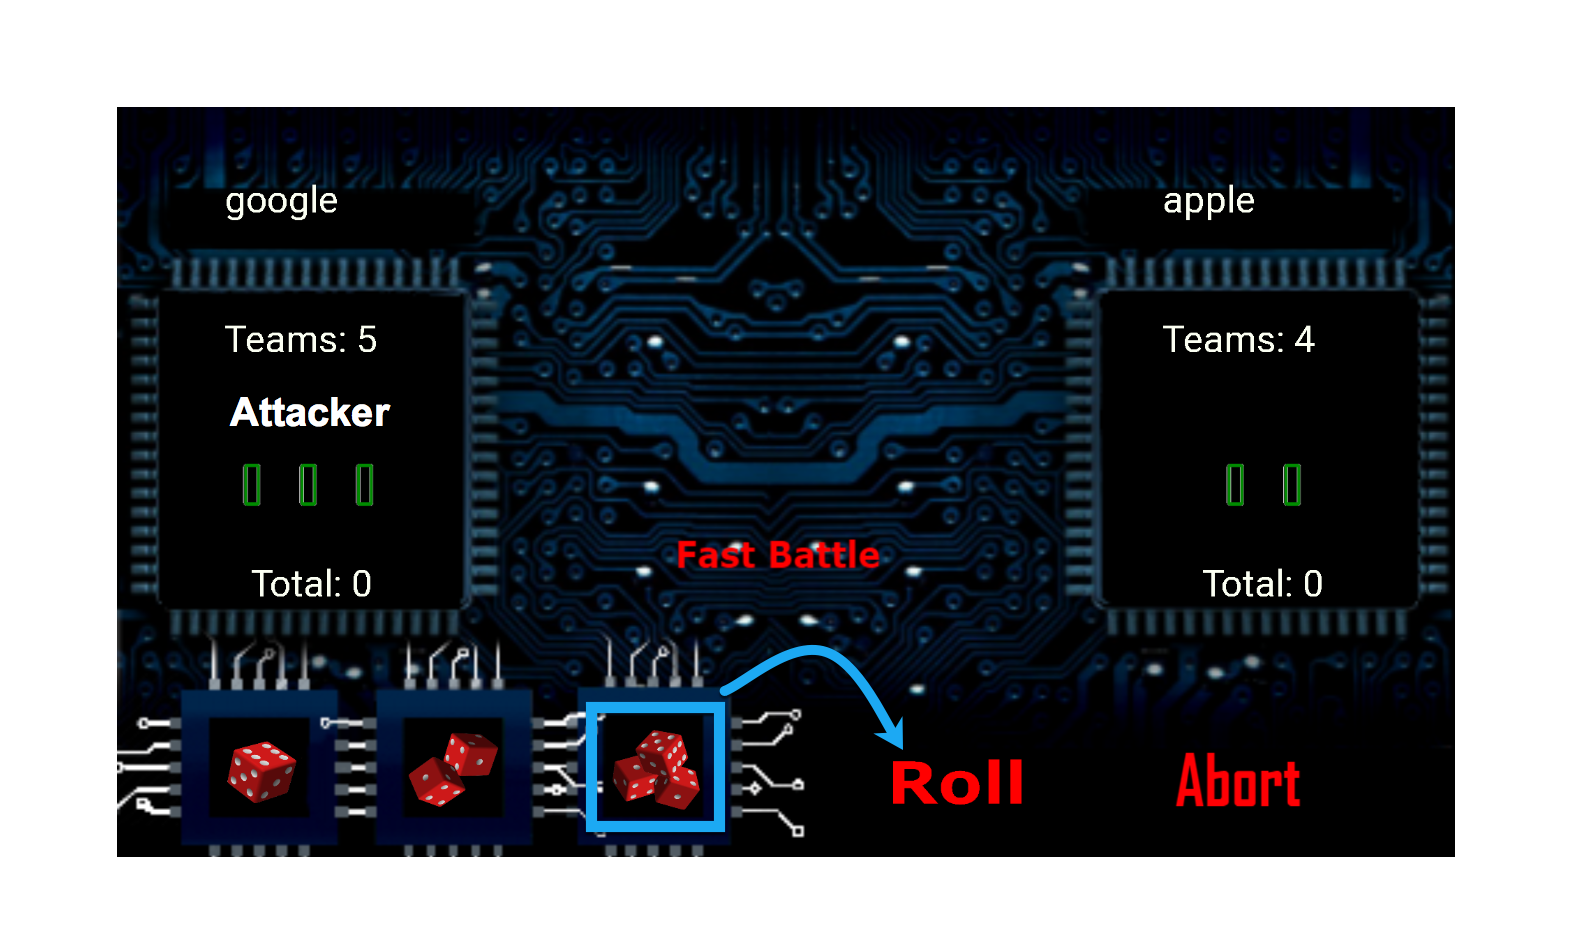 google
apple
Teams: 5
Teams: 4
Attacker
Fast Battle
Total: 0
Total: 0
Roll
Abort